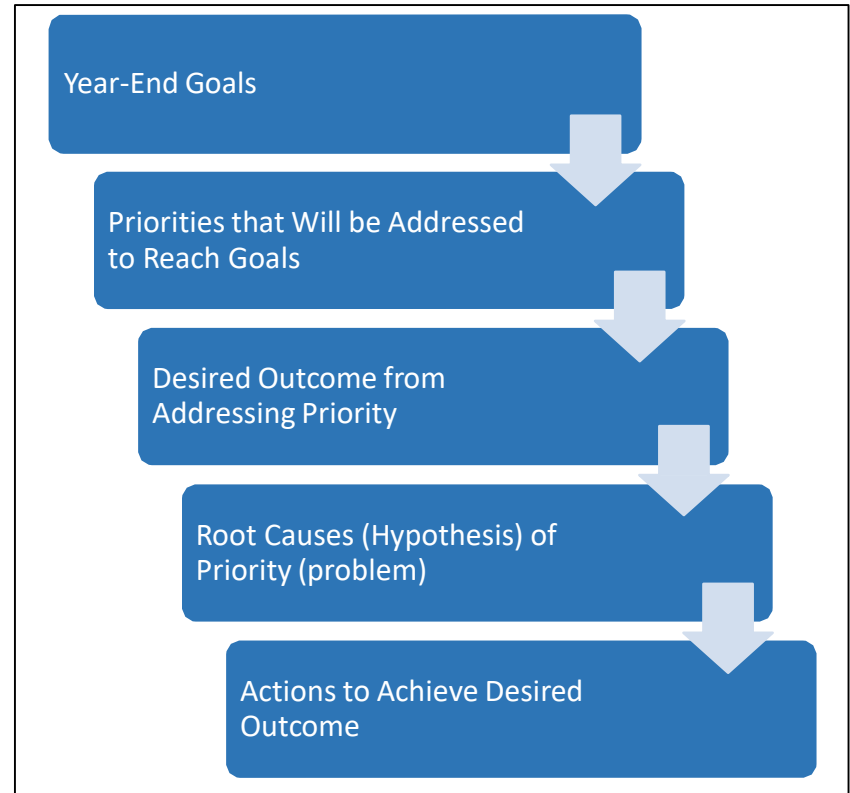 Year-End Goals
Priorities that Will be Addressed
to Reach Goals
Desired Outcome from
Addressing Priority
Root Causes (Hypothesis) of
Priority (problem)
Actions to Achieve Desired
Outcome